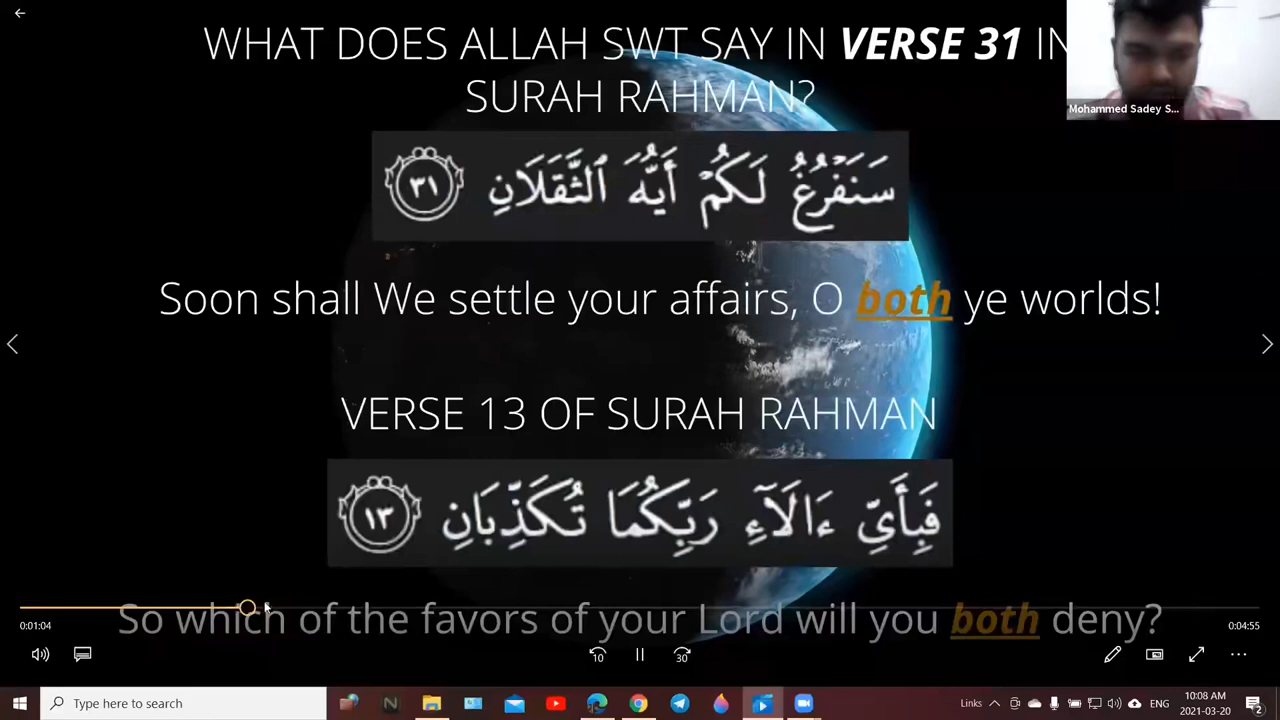 WHAT DOES ALLAH SWT SAY IN VERSE 31 IN
SURAH RAHMAN?
Mohammed Sadey S...
سَنَفْرُغُ لَكُمْ أَيُّهَ ٱلثَّقَلَانِ ٣١
Soon shall We settle your affairs, O both ye worlds!
VERSE 13 OF SURAH RAHMAN
فَبِأَيِّ ءَالَآءِ رَبِّكُمَا تُكَذِّبَانِ ١٣
So which of the favors of your Lord will you both deny?
0:01:04
0:04:55
10
30
Type here to search
Links
ENG
10:08 AM
2021-03-20
2